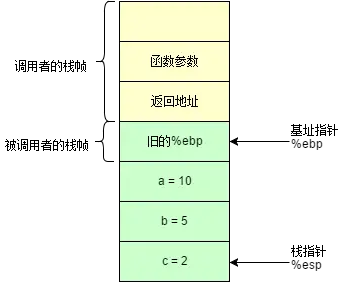 调用者的栈帧
函数参数
返回地址
被调用者的栈帧
旧的%ebp
基址指针
%ebp
a = 10
b = 5
c = 2
栈指针
%esp